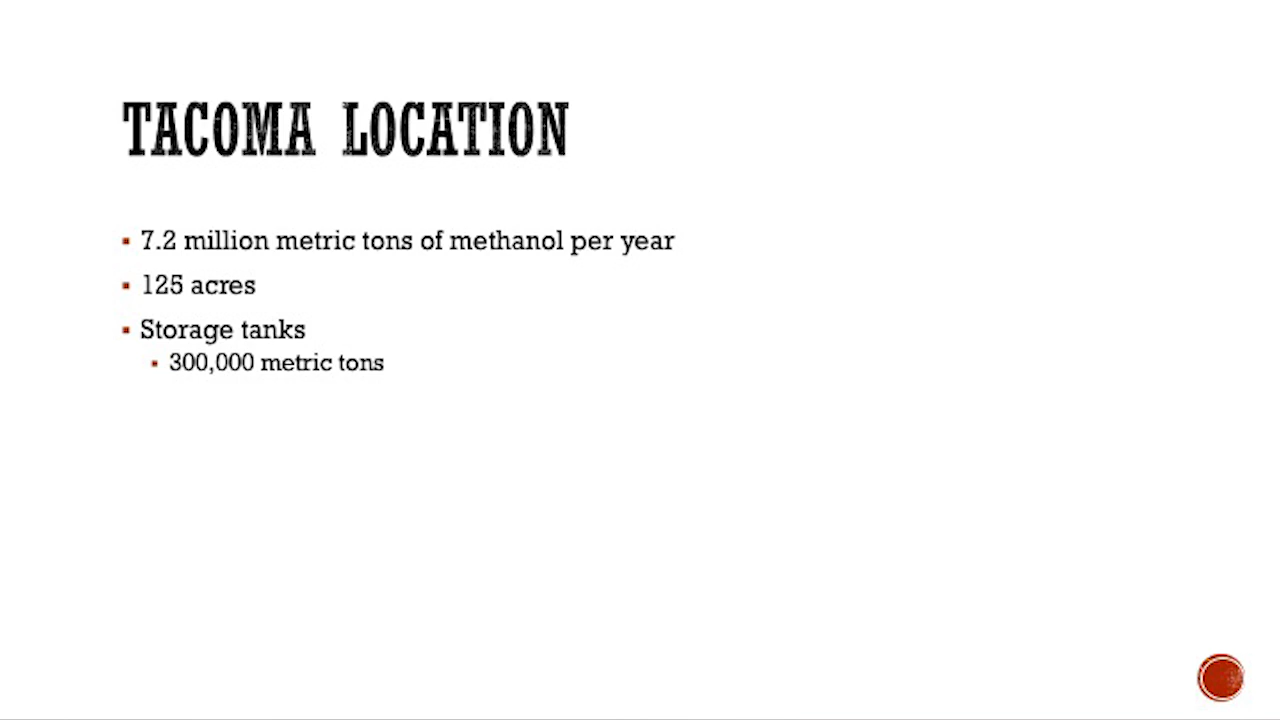 TACOMA LOCATION
▪ 7.2 million metric tons of methanol per year
▪ 125 acres
▪ Storage tanks
▪ 300,000 metric tons